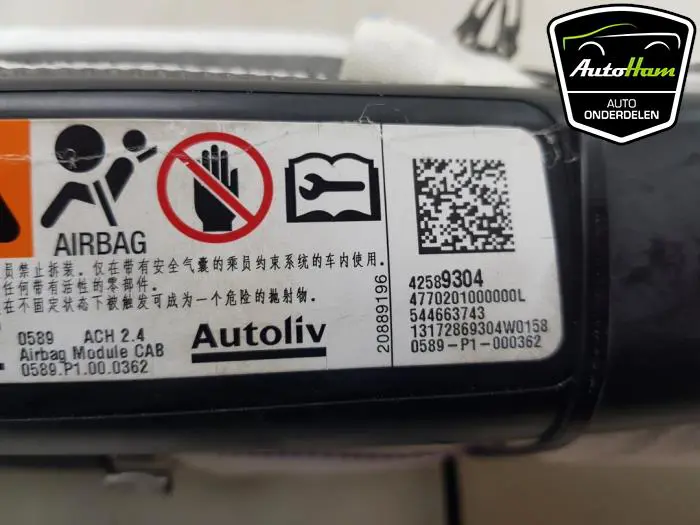 AutoHam
AUTO
ONDERDELEN
AIRBAG
员禁止拆装。仅在带有安全气囊的乘员约束系统的车内使用。
任何带有活性的零部件。
在不固定状态下被触发可成为一个危险的抛射物。
0589 ACH 2.4
Airbag Module CAB
0589.P1.00.0362
Autoliv
20889196
42589304
4770201000000L
544663743
13172869304W0158
0589-P1-000362